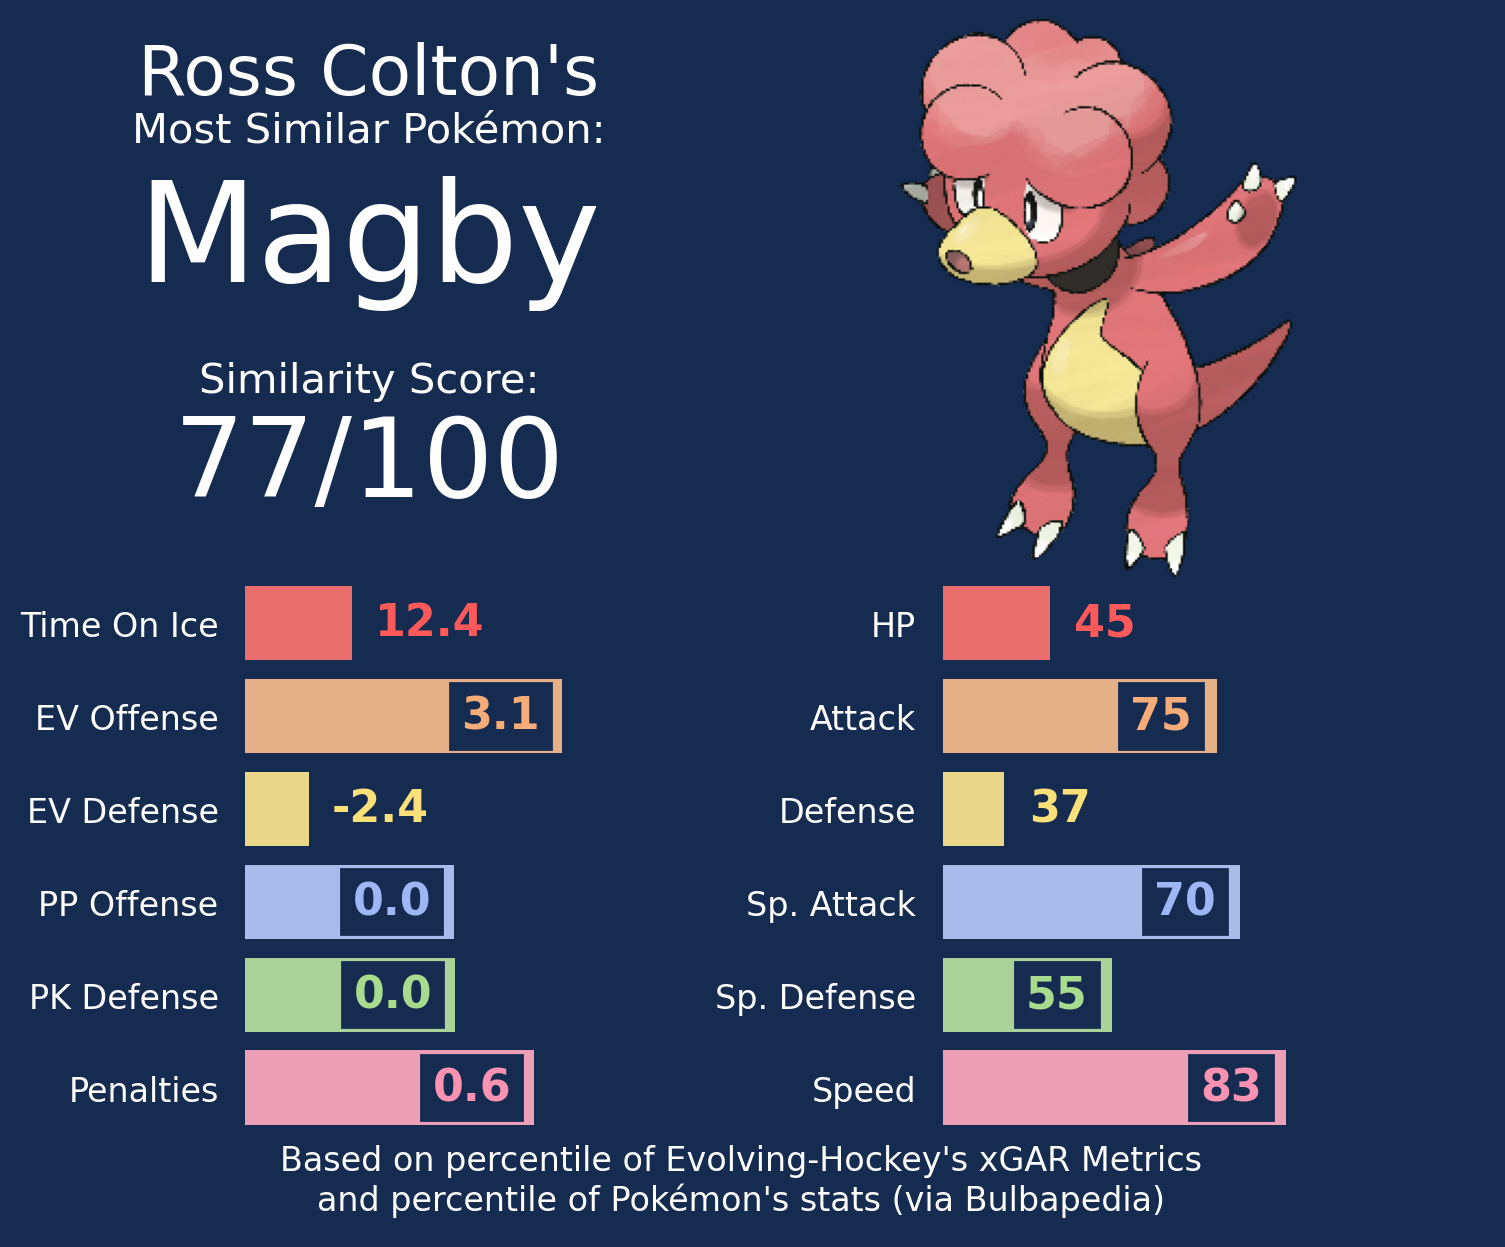 Ross Colton's
Most Similar Pokémon:
Magby
Similarity Score:
77/100
Time On Ice 12.4
EV Offense 3.1
EV Defense -2.4
PP Offense 0.0
PK Defense 0.0
Penalties 0.6
HP 45
Attack 75
Defense 37
Sp. Attack 70
Sp. Defense 55
Speed 83
Based on percentile of Evolving-Hockey's xGAR Metrics
and percentile of Pokémon's stats (via Bulbapedia)